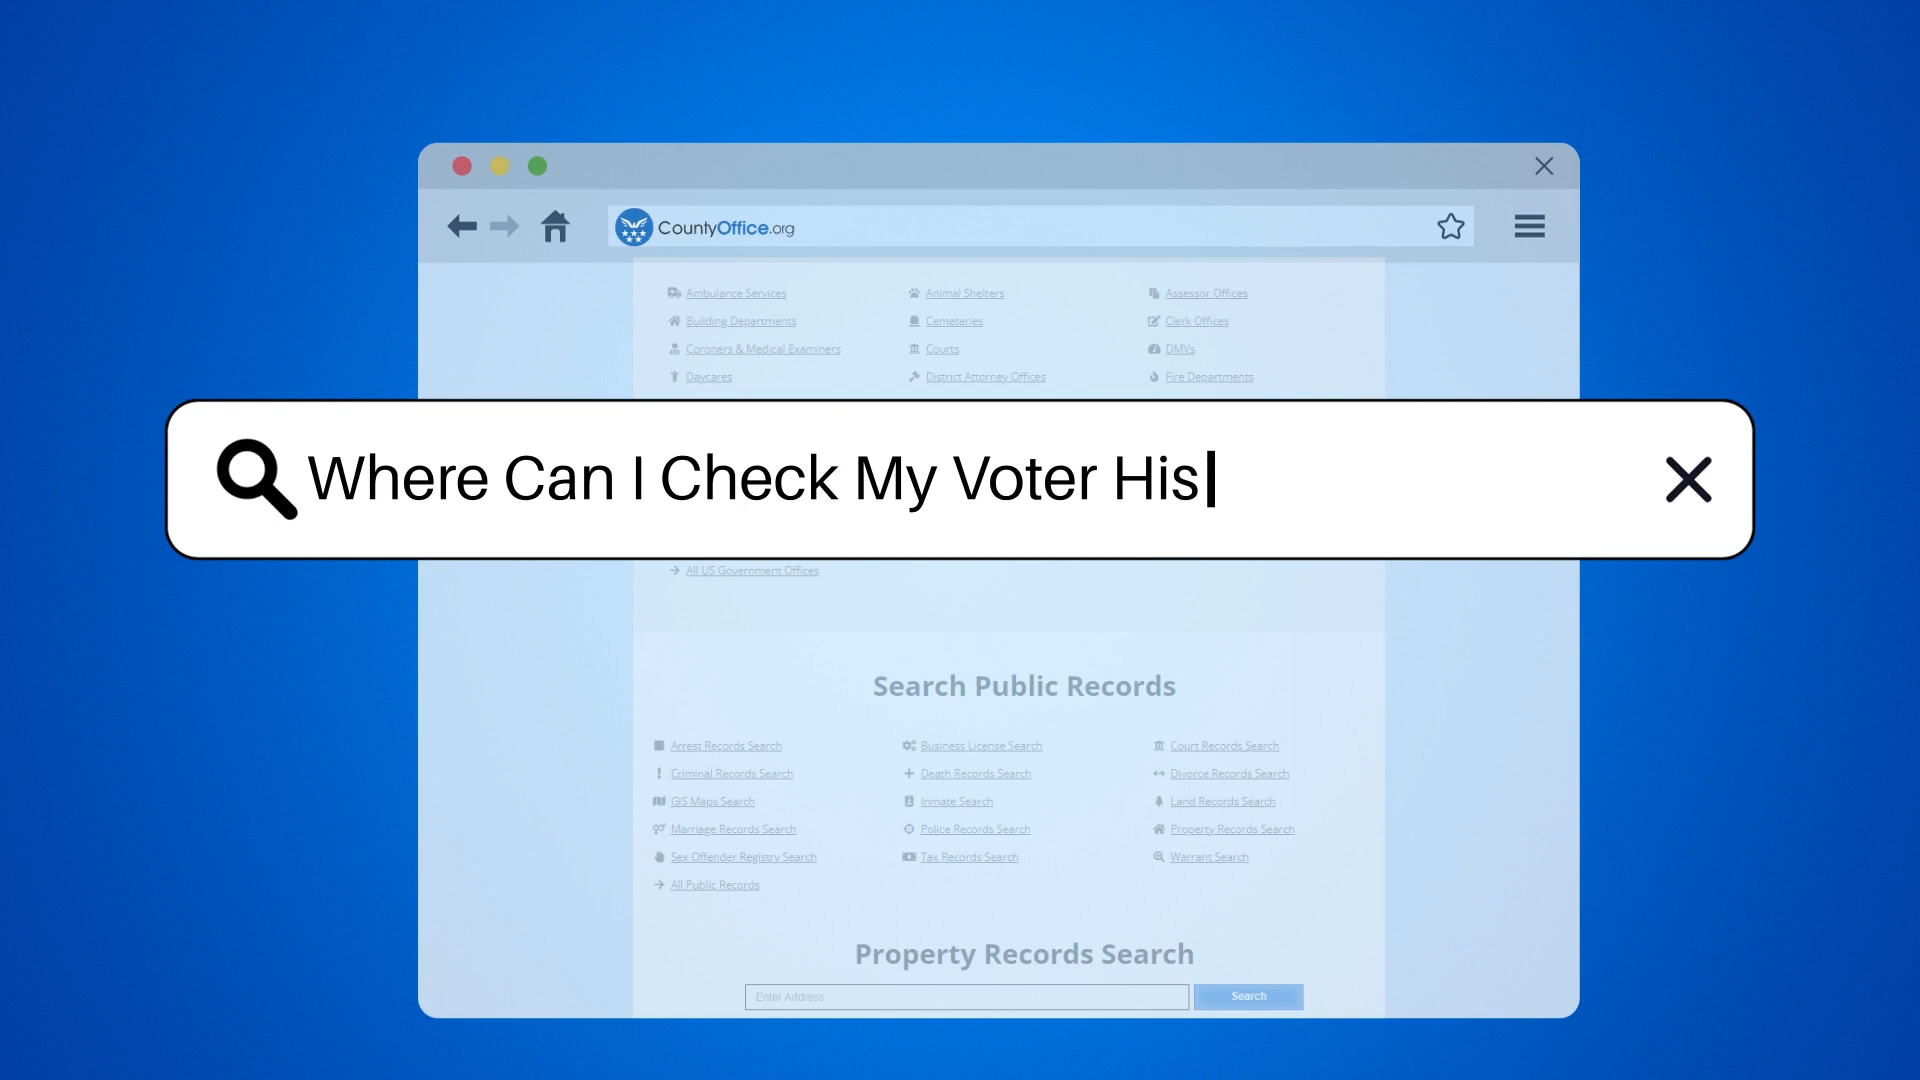 CountyOffice.org
Ambulance Services Animal Shelters Assessor Offices
Building Departments Cemeteries Clerk Offices
Coroners & Medical Examiners Courts DMVs
Daycares District Attorney Offices Fire Departments
Where Can I Check My Voter His
All US Government Offices
Search Public Records
Arrest Records Search Business License Search Court Records Search
Criminal Records Search Death Records Search Divorce Records Search
GIS Maps Search Inmate Search Land Records Search
Marriage Records Search Police Records Search Property Records Search
Sex Offender Registry Search Tax Records Search Warrant Search
All Public Records
Property Records Search
Enter Address Search